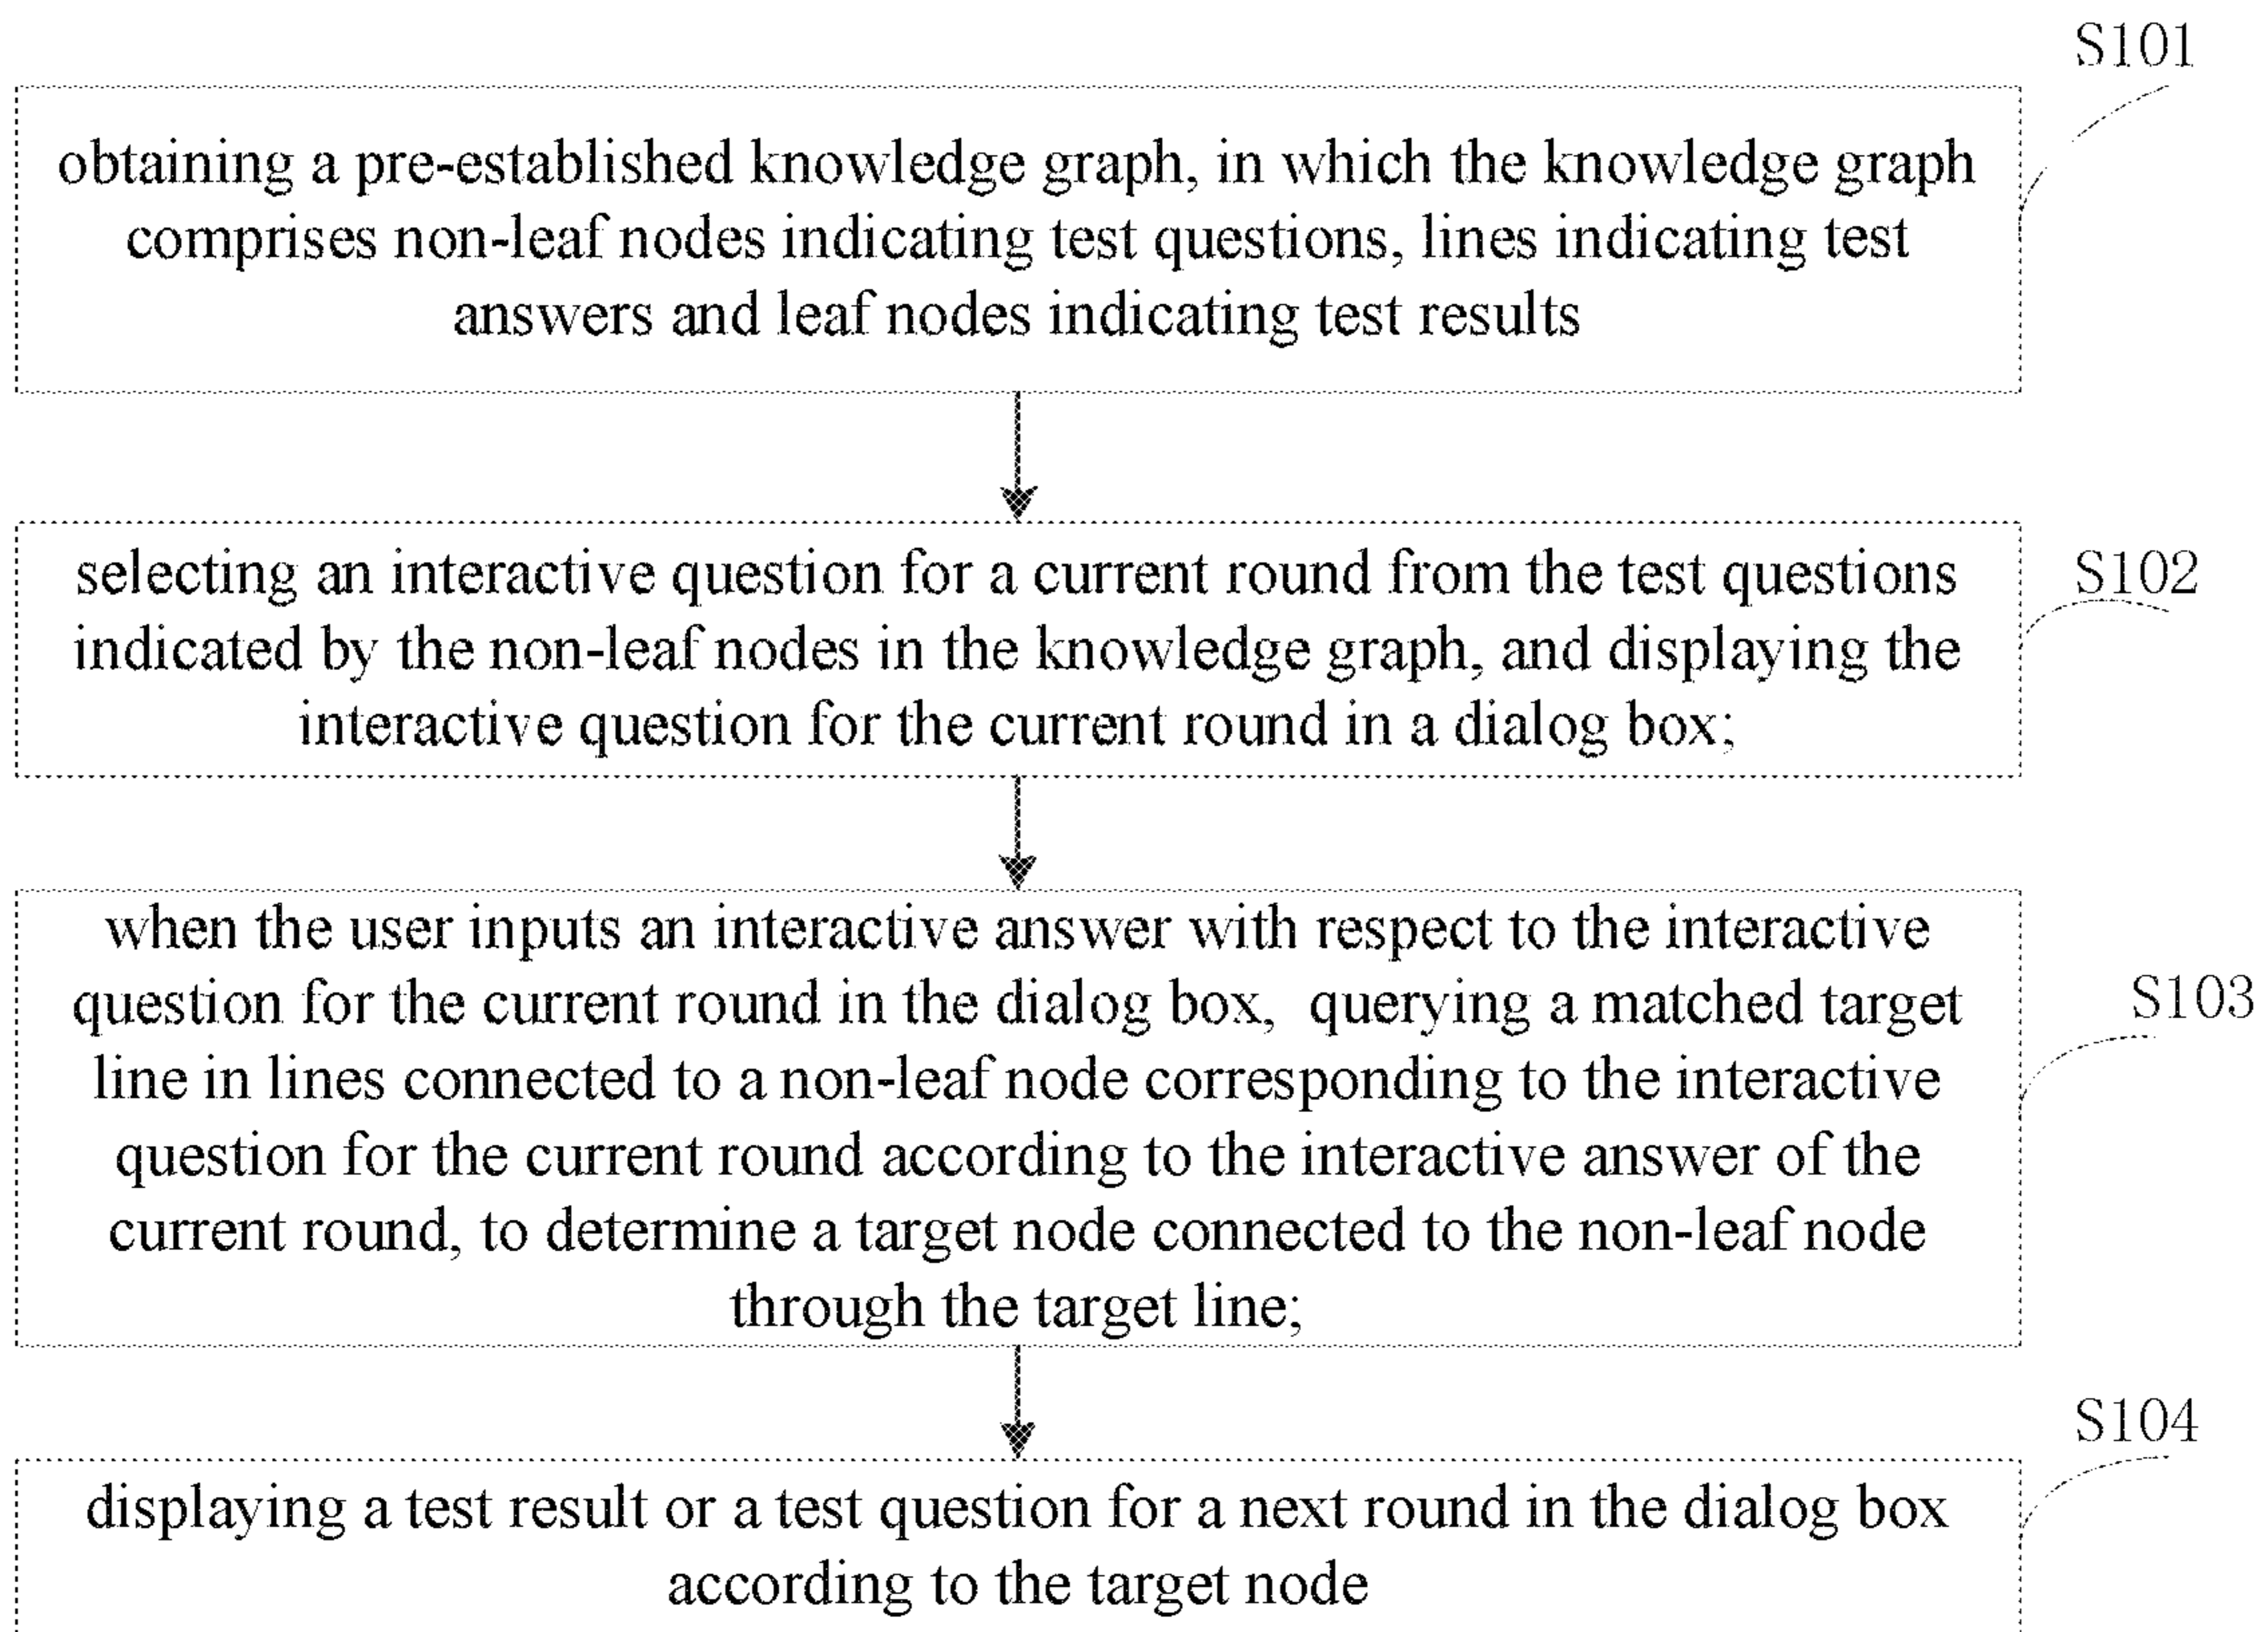 S101
obtaining a pre-established knowledge graph, in which the knowledge graph
comprises non-leaf nodes indicating test questions, lines indicating test
answers and leaf nodes indicating test results
selecting an interactive question for a current round from the test questions
S102
indicated by the non-leaf nodes in the knowledge graph, and displaying the
interactive question for the current round in a dialog box;
when the user inputs an interactive answer with respect to the interactive
question for the current round in the dialog box, querying a matched target
S103
line in lines connected to a non-leaf node corresponding to the interactive
question for the current round according to the interactive answer of the
current round, to determine a target node connected to the non-leaf node
through the target line;
S104
displaying a test result or a test question for a next round in the dialog box
according to the target node